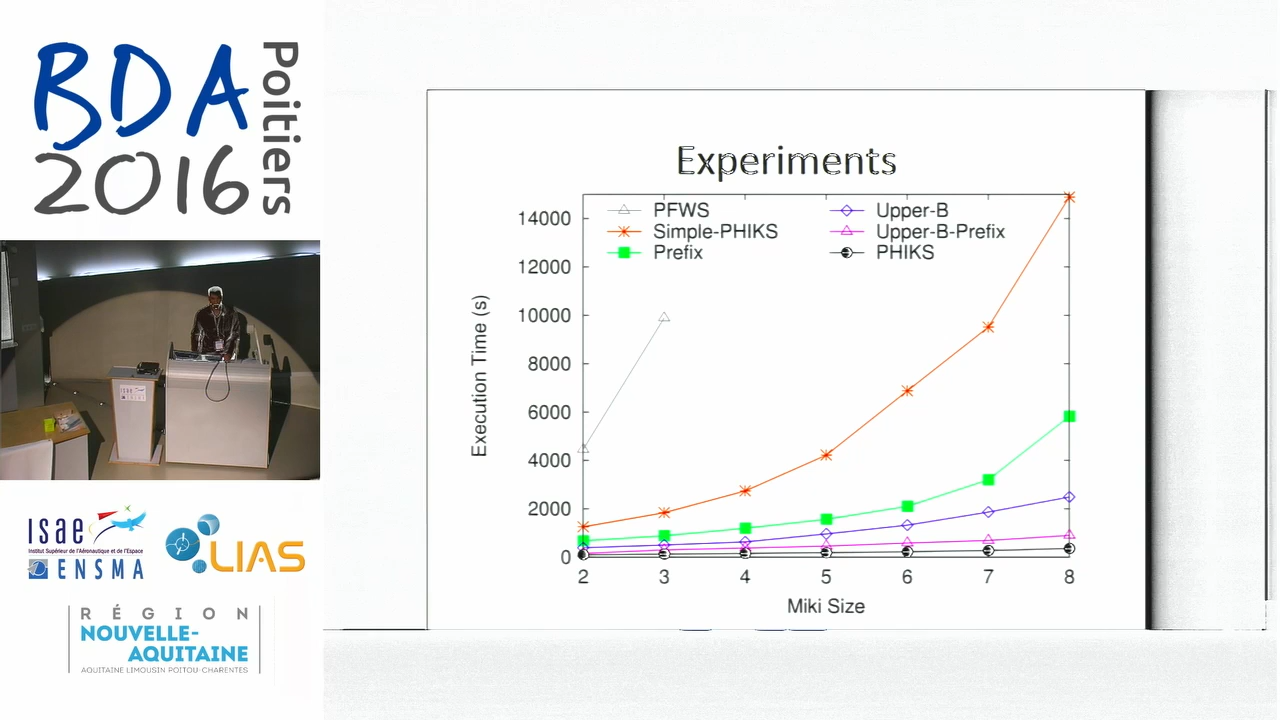 BDA
2016
Poitiers
isae
Institut Supérieur de l'Aéronautique et de l'Espace
ENSMA
LIAS
RÉGION
NOUVELLE-
AQUITAINE
AQUITAINE LIMOUSIN POITOU-CHARENTES
Experiments
PFWS
Simple-PHIKS
Prefix
Upper-B
Upper-B-Prefix
PHIKS
Execution Time (s)
14000
12000
10000
8000
6000
4000
2000
0
2 3 4 5 6 7 8
Miki Size